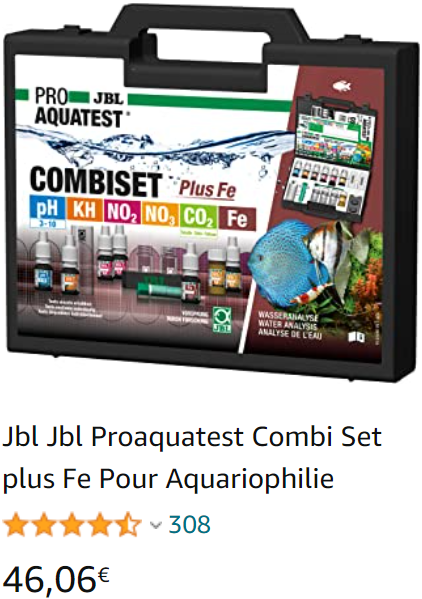 PRO JBL
AQUATEST
COMBISET Plus Fe
pH KH NO₂ NO₃ CO₂ Fe
3-10
WASSERANALYSE
WATER ANALYSIS
ANALYSE DE L'EAU
JBL
Jbl Jbl Proaquatest Combi Set
plus Fe Pour Aquariophilie
308
46,06€